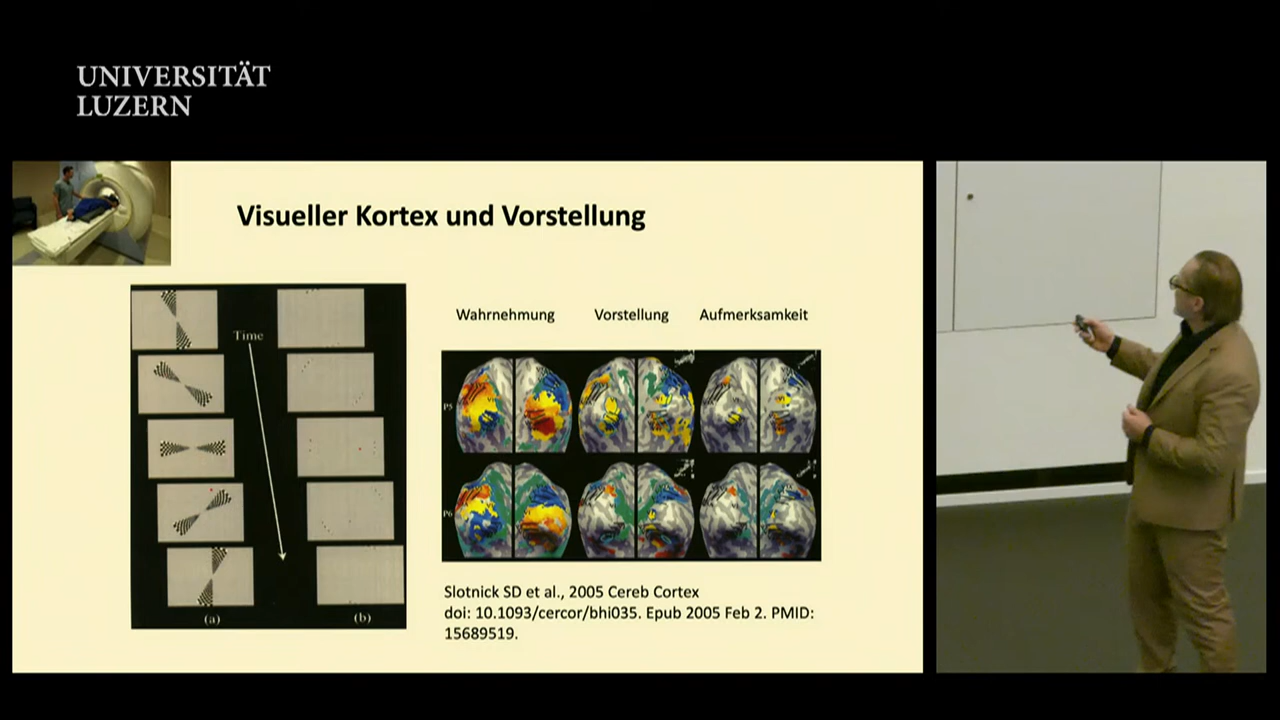 UNIVERSITÄT
LUZERN
Visueller Kortex und Vorstellung
Time
(a)
(b)
Wahrnehmung Vorstellung Aufmerksamkeit
P5
P6
Slotnick SD et al., 2005 Cereb Cortex
doi: 10.1093/cercor/bhi035. Epub 2005 Feb 2. PMID:
15689519.